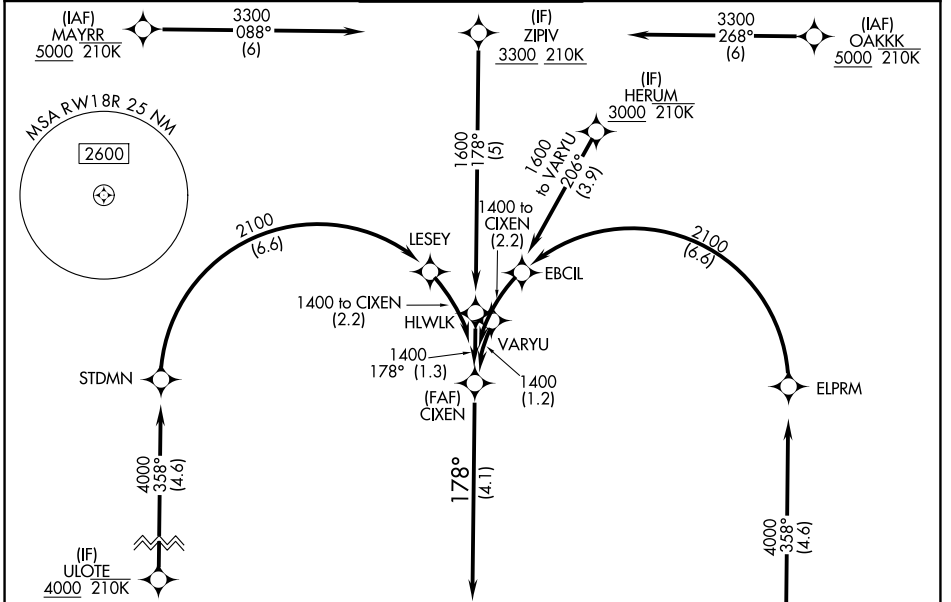 (IAF)
MAYRR
5000 210K
3300
088°
(6)
(IF)
ZIPIV
3300 210K
3300
268°
(6)
(IAF)
OAKKK
5000 210K
(IF)
HERUM
3000 210K
MSA RW18R 25 NM
2600
1600
178°
(5)
1600
to VARYU
206°
(3.9)
1400 to
CIXEN
(2.2)
2100
(6.6)
LESEY
EBCIL
2100
(6.6)
1400 to CIXEN
(2.2)
HLWLK
VARYU
1400
178° (1.3)
1400
(1.2)
STDMN
(FAF)
CIXEN
ELPRM
4000
358°
(4.6)
178°
(4.1)
4000
358°
(4.6)
(IF)
ULOTE
4000 210K